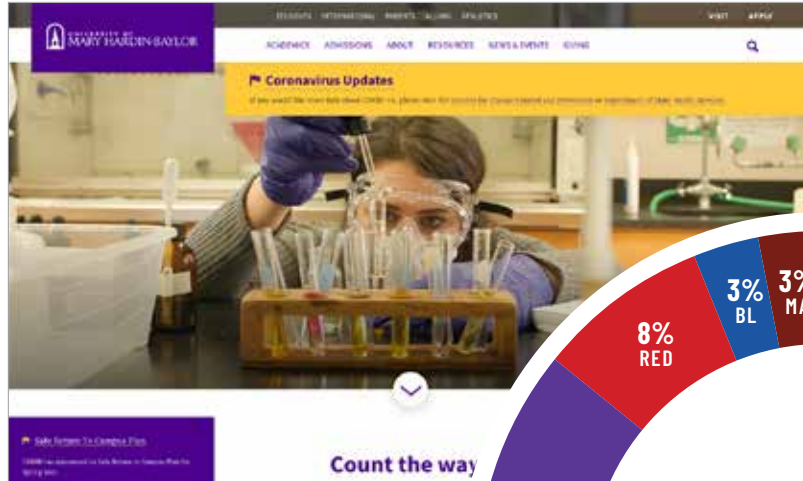 STUDENTS INTERNATIONAL PARENTS ALUMNI ATHLETICS VISIT APPLY
UNIVERSITY OF
MARY HARDIN-BAYLOR
ACADEMICS ADMISSIONS ABOUT RESOURCES NEWS & EVENTS GIVING
Coronavirus Updates
3%
BL
3%
MA
8%
RED
Safe Return To Campus Plan
Count the way